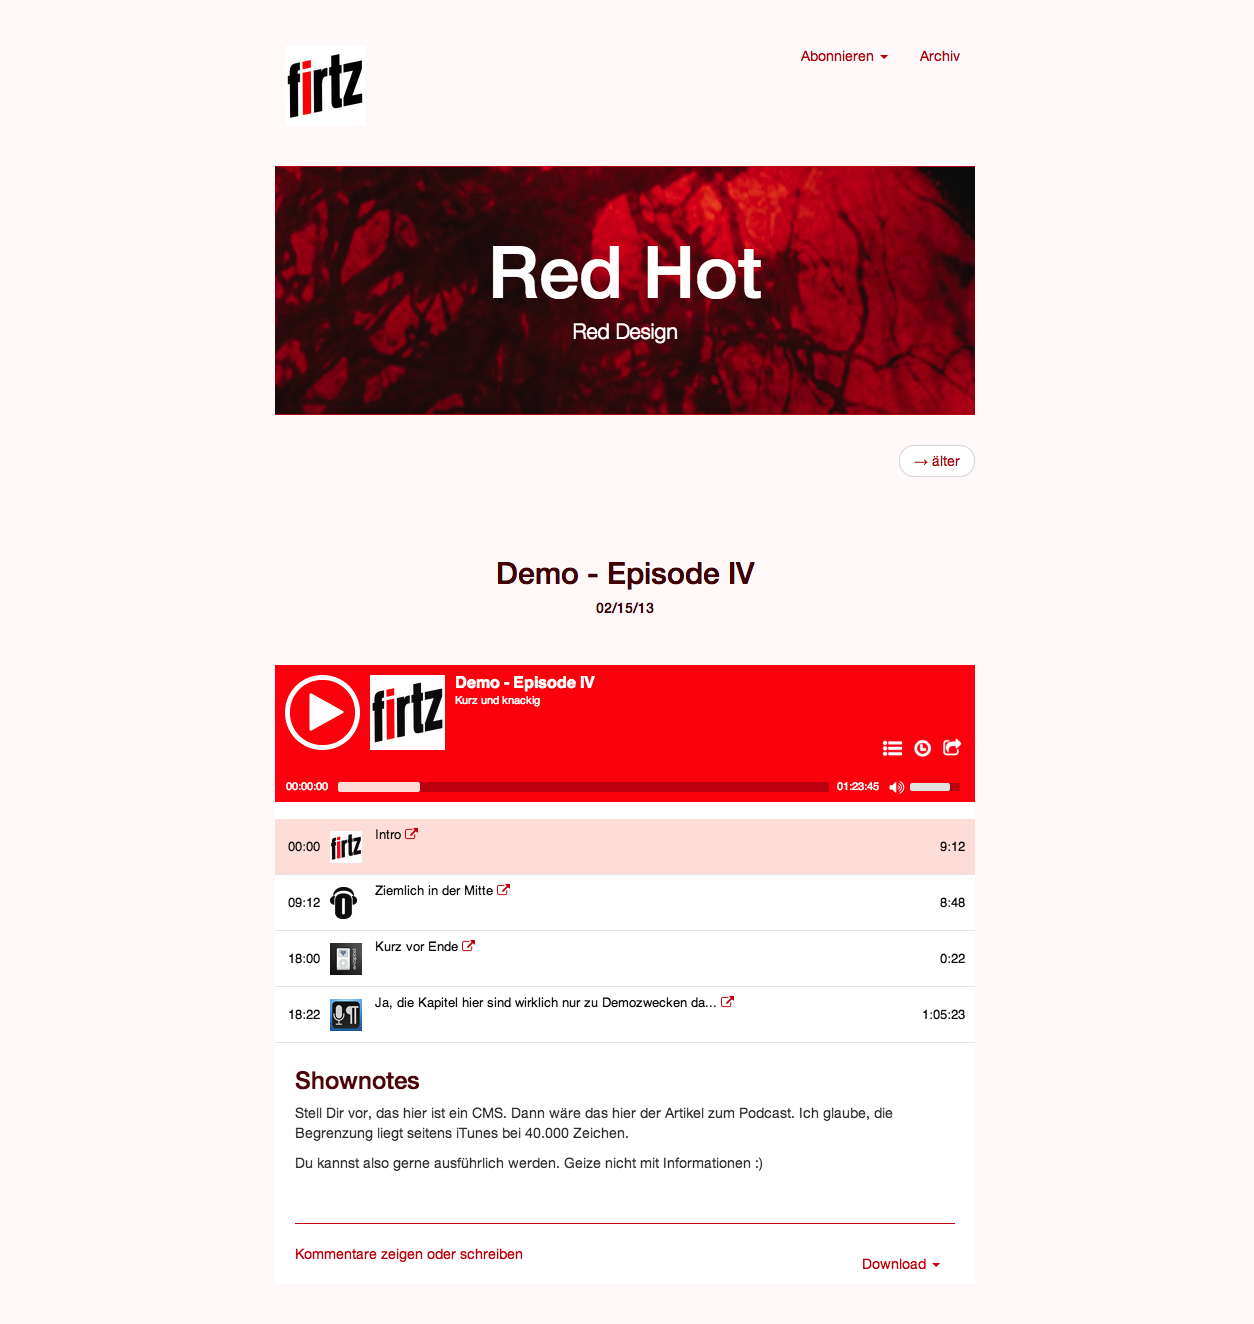 firtz
Abonnieren
Archiv
Red Hot
Red Design
→ älter
Demo - Episode IV
02/15/13
firtz
Demo - Episode IV
Kurz und knackig
00:00:00
01:23:45
00:00 firtz Intro 9:12
09:12 Ziemlich in der Mitte 8:48
18:00 Kurz vor Ende 0:22
18:22 Ja, die Kapitel hier sind wirklich nur zu Demozwecken da... 1:05:23
Shownotes
Stell Dir vor, das hier ist ein CMS. Dann wäre das hier der Artikel zum Podcast. Ich glaube, die
Begrenzung liegt seitens iTunes bei 40.000 Zeichen.
Du kannst also gerne ausführlich werden. Geize nicht mit Informationen :)
Kommentare zeigen oder schreiben
Download